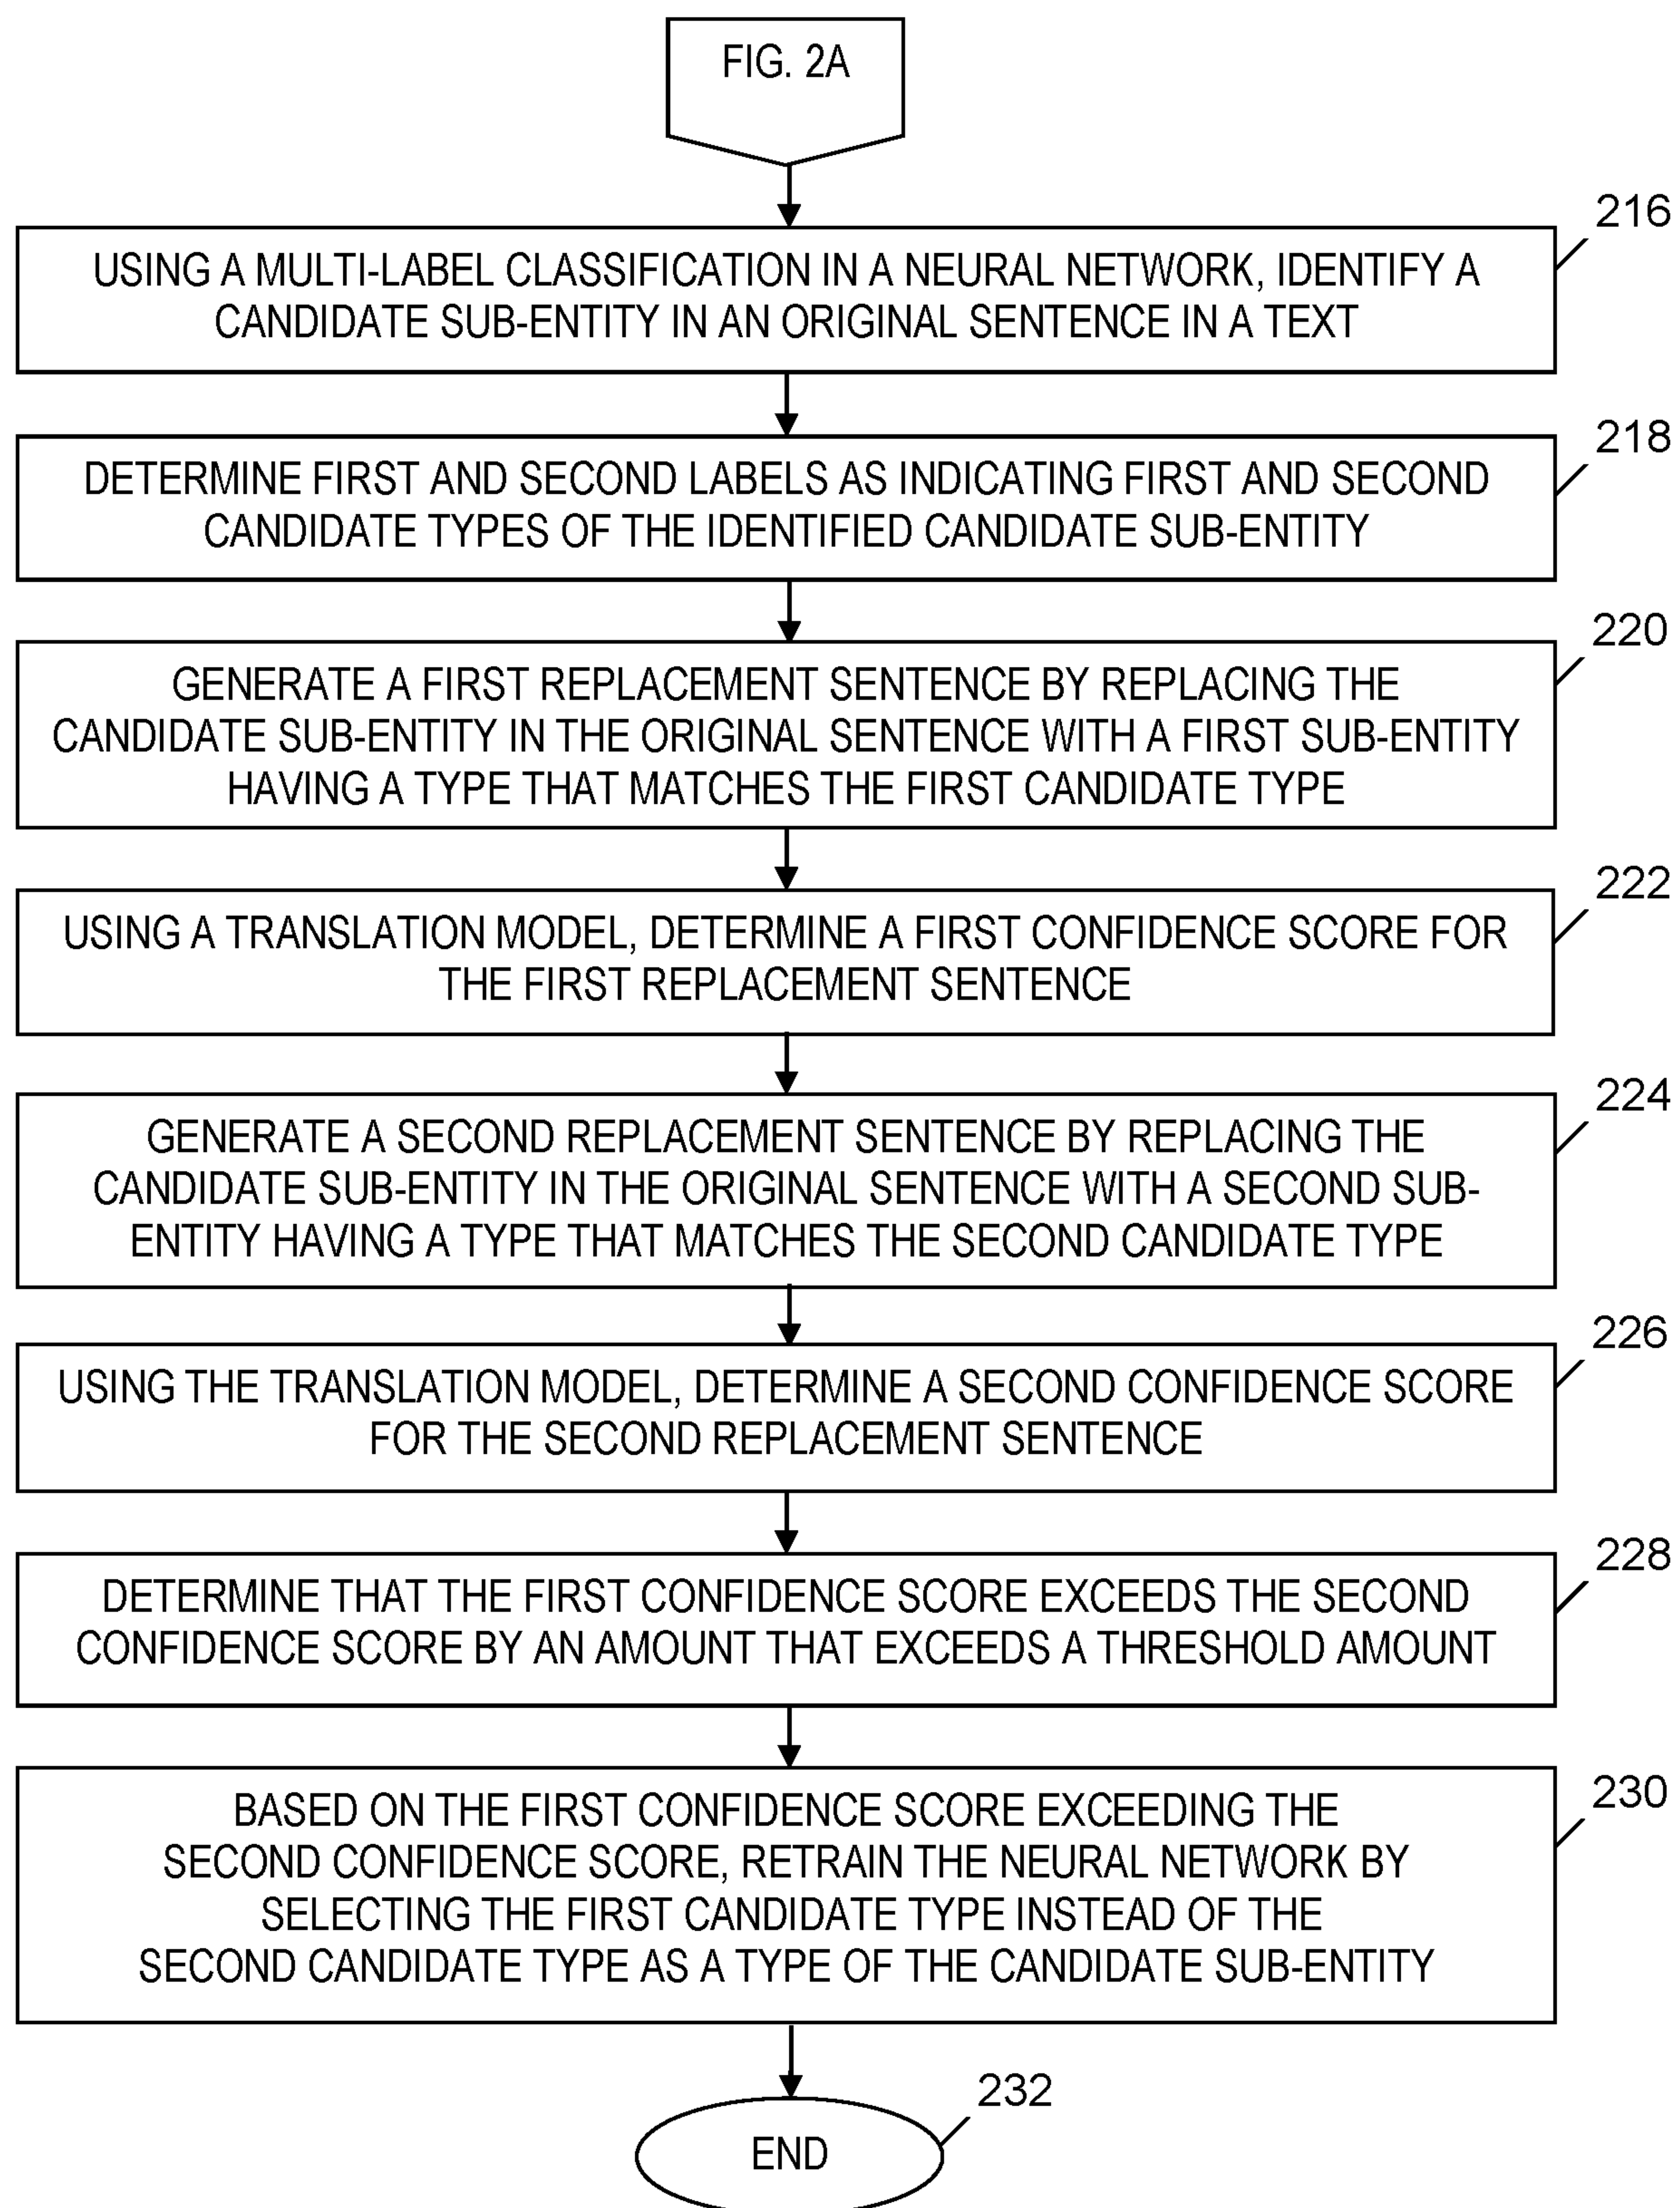 FIG. 2A
216
USING A MULTI-LABEL CLASSIFICATION IN A NEURAL NETWORK, IDENTIFY A
CANDIDATE SUB-ENTITY IN AN ORIGINAL SENTENCE IN A TEXT
218
DETERMINE FIRST AND SECOND LABELS AS INDICATING FIRST AND SECOND
CANDIDATE TYPES OF THE IDENTIFIED CANDIDATE SUB-ENTITY
220
GENERATE A FIRST REPLACEMENT SENTENCE BY REPLACING THE
CANDIDATE SUB-ENTITY IN THE ORIGINAL SENTENCE WITH A FIRST SUB-ENTITY
HAVING A TYPE THAT MATCHES THE FIRST CANDIDATE TYPE
222
USING A TRANSLATION MODEL, DETERMINE A FIRST CONFIDENCE SCORE FOR
THE FIRST REPLACEMENT SENTENCE
224
GENERATE A SECOND REPLACEMENT SENTENCE BY REPLACING THE
CANDIDATE SUB-ENTITY IN THE ORIGINAL SENTENCE WITH A SECOND SUB-
ENTITY HAVING A TYPE THAT MATCHES THE SECOND CANDIDATE TYPE
226
USING THE TRANSLATION MODEL, DETERMINE A SECOND CONFIDENCE SCORE
FOR THE SECOND REPLACEMENT SENTENCE
228
DETERMINE THAT THE FIRST CONFIDENCE SCORE EXCEEDS THE SECOND
CONFIDENCE SCORE BY AN AMOUNT THAT EXCEEDS A THRESHOLD AMOUNT
230
BASED ON THE FIRST CONFIDENCE SCORE EXCEEDING THE
SECOND CONFIDENCE SCORE, RETRAIN THE NEURAL NETWORK BY
SELECTING THE FIRST CANDIDATE TYPE INSTEAD OF THE
SECOND CANDIDATE TYPE AS A TYPE OF THE CANDIDATE SUB-ENTITY
232
END